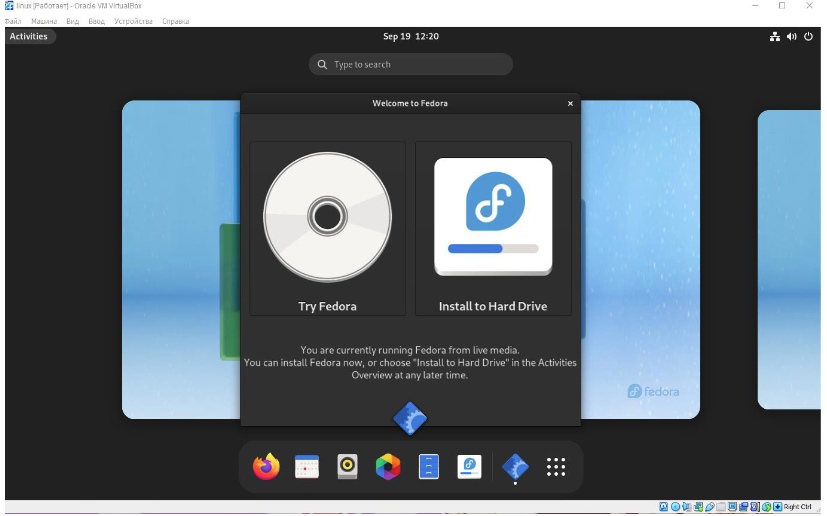 linux [Работает] - Oracle VM VirtualBox
Файл Машина Вид Ввод Устройства Справка
Activities
Sep 19 12:20
Type to search
Welcome to Fedora
Try Fedora
Install to Hard Drive
You are currently running Fedora from live media.
You can install Fedora now, or choose "Install to Hard Drive" in the Activities
Overview at any later time.
fedora
Right Ctrl